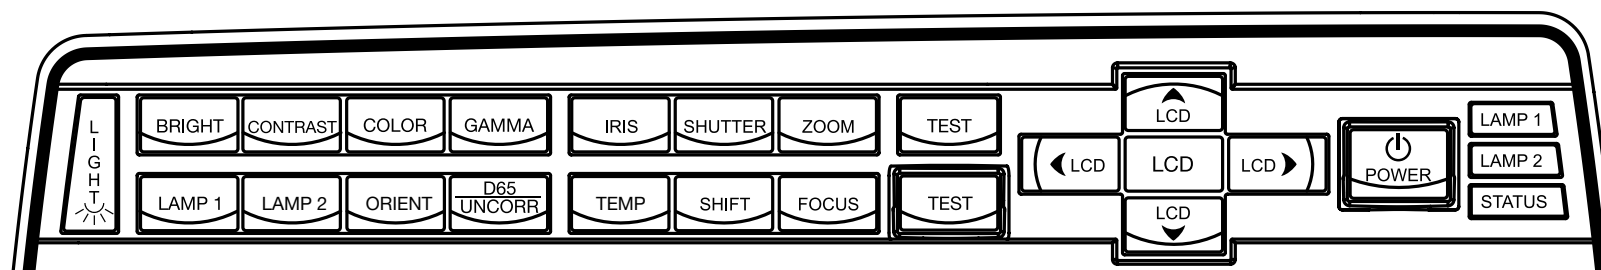 LIGHT
BRIGHT CONTRAST COLOR GAMMA IRIS SHUTTER ZOOM TEST
LAMP 1 LAMP 2 ORIENT D65
UNCORR TEMP SHIFT FOCUS TEST
LCD
LCD LCD LCD
LCD
POWER
LAMP 1
LAMP 2
STATUS